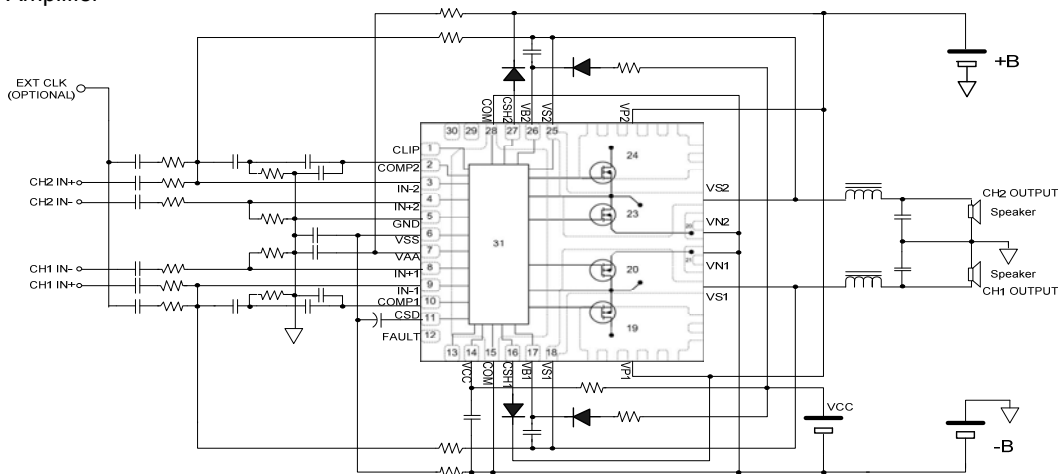 Amplifier
EXT CLK
(OPTIONAL)
CH2 IN+
CH2 IN-
CH1 IN-
CH1 IN+
CLIP
COMP2
IN-2
IN+2
GND
VSS
VAA
IN+1
IN-1
COMP1
CSD
FAULT
1
2
3
4
5
6
7
8
9
10
11
12
COM
CSH2
VB2
VS2
VP2
30
29
28
27
26
25
31
24
23
20
19
VS2
VN2
VN1
VS1
13
14
15
16
17
18
VCC
COM
CSH1
VB1
VS1
VP1
+B
CH2 OUTPUT
Speaker
Speaker
CH1 OUTPUT
VCC
-B